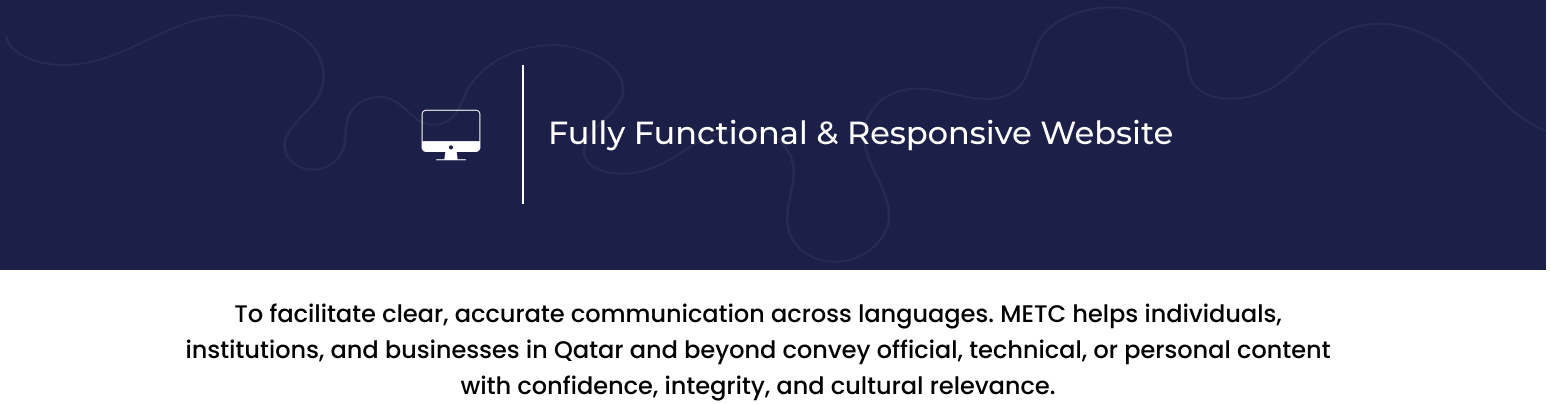 Fully Functional & Responsive Website
To facilitate clear, accurate communication across languages. METC helps individuals,
institutions, and businesses in Qatar and beyond convey official, technical, or personal content
with confidence, integrity, and cultural relevance.